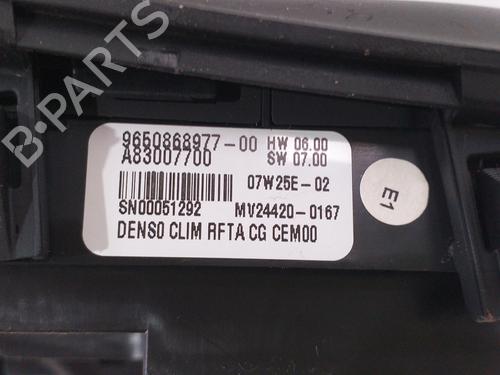 9650868977-00 HW 06.00
A83007700 SW 07.00
07W25E-02
SN00051292 MV24420-0167
DENSO CLIM RFTA CG CEM00
E1
B-PARTS